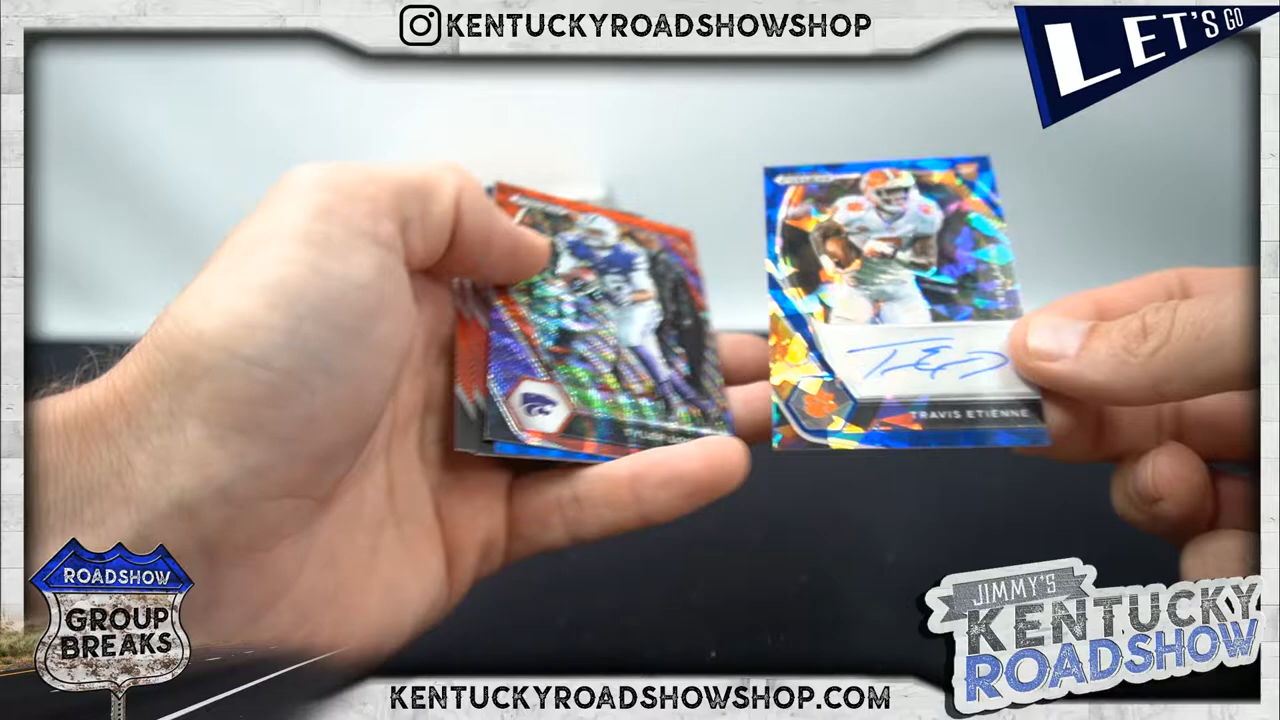 KENTUCKYROADSHOWSHOP
LET'S GO
TRAVIS ETIENNE
ROADSHOW
GROUP
BREAKS
JIMMY'S
KENTUCKY
ROADSHOW
KENTUCKYROADSHOWSHOP.COM